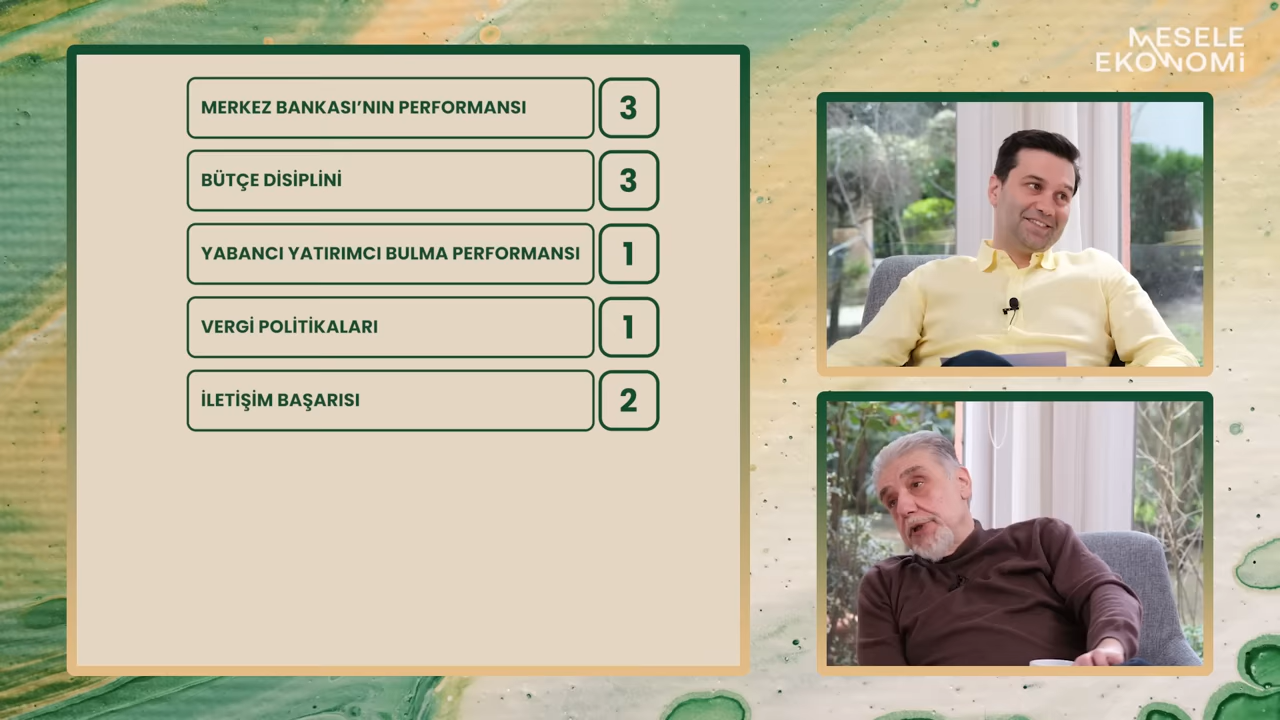 MESELE
EKONOMİ
MERKEZ BANKASI’NIN PERFORMANSI 3
BÜTÇE DİSİPLİNİ 3
YABANCI YATIRIMCI BULMA PERFORMANSI 1
VERGİ POLİTİKALARI 1
İLETİŞİM BAŞARISI 2